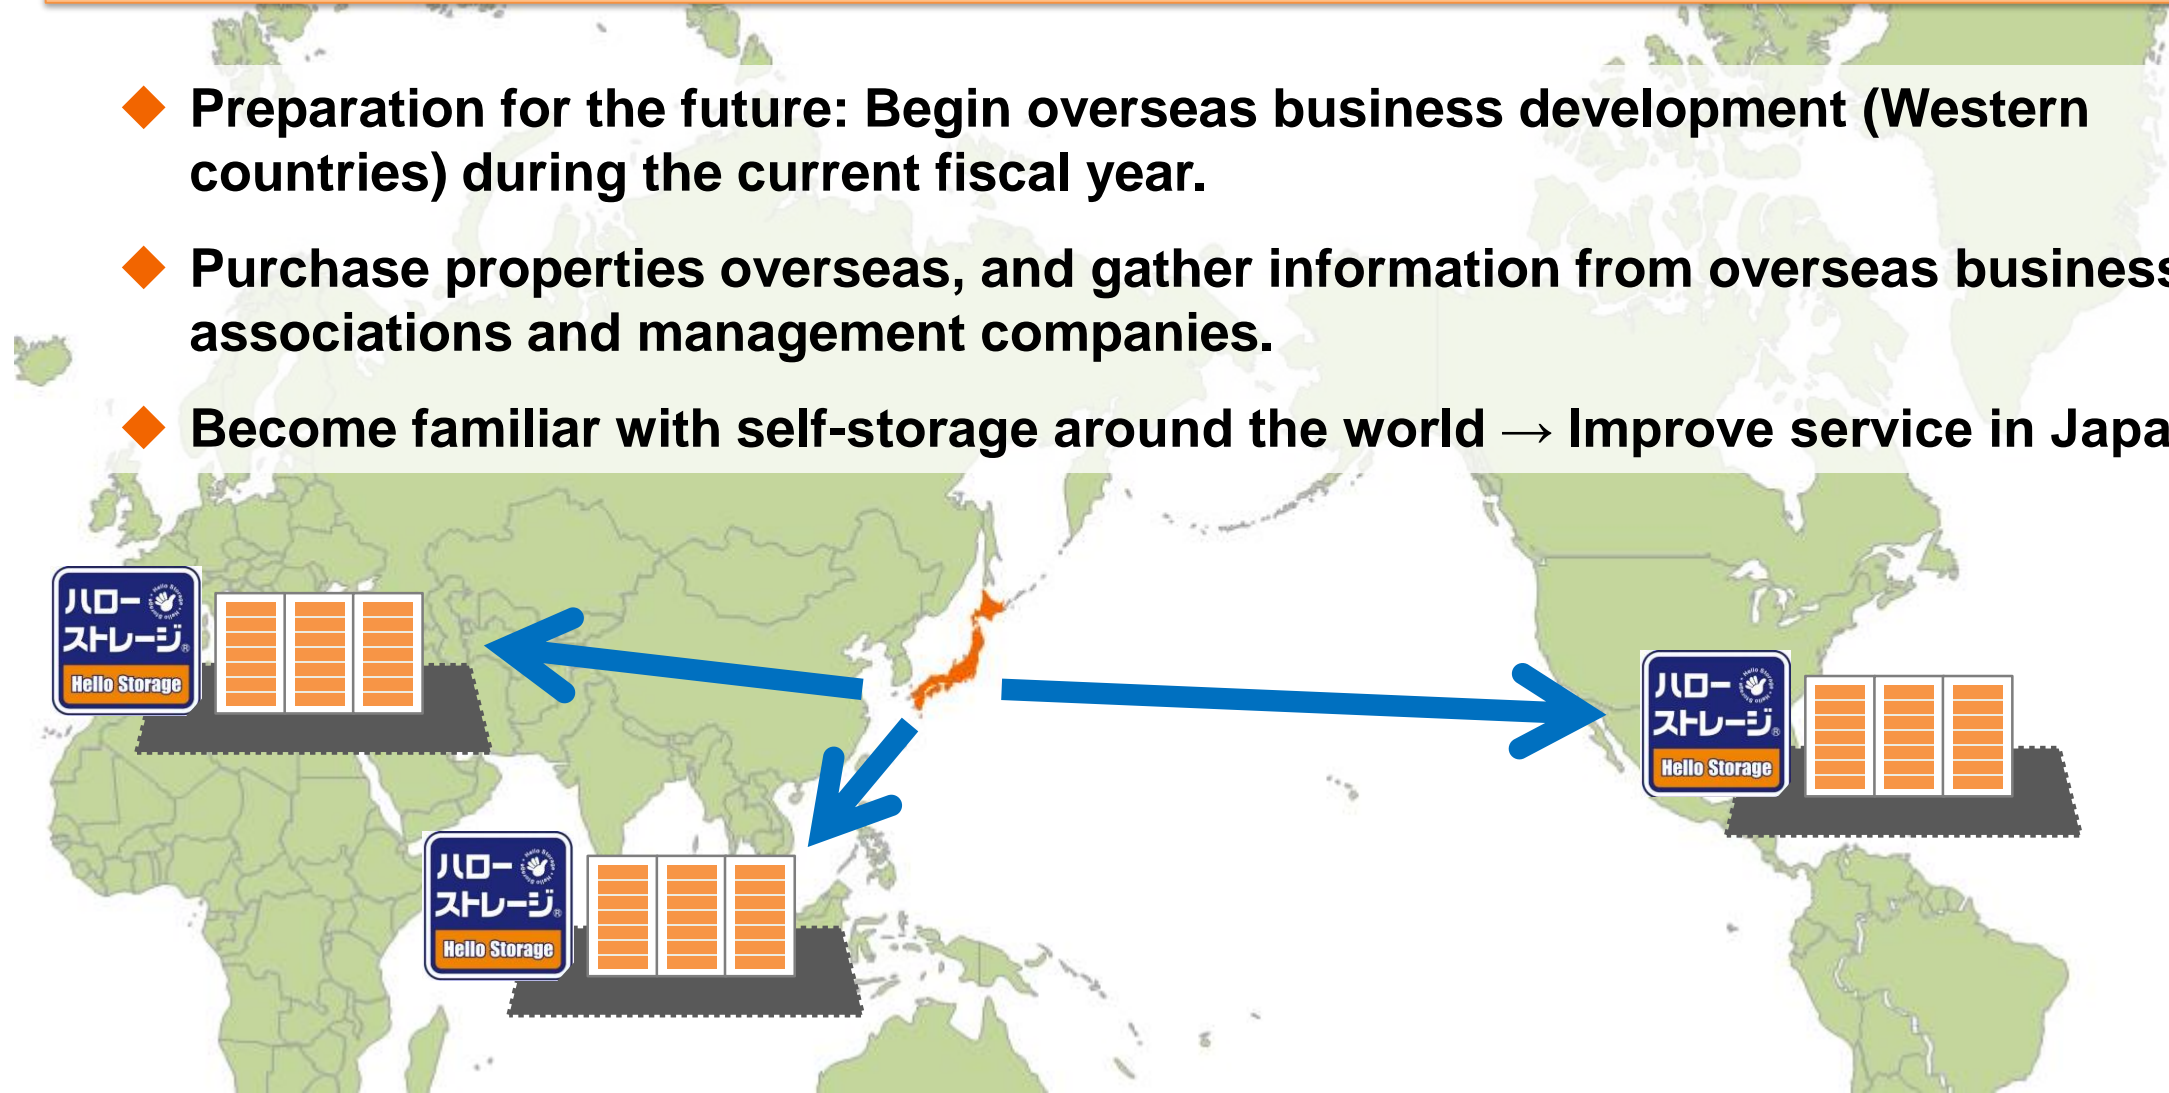 Preparation for the future: Begin overseas business development (Western
countries) during the current fiscal year.
Purchase properties overseas, and gather information from overseas business
associations and management companies.
Become familiar with self-storage around the world → Improve service in Japa
ハロー
ストレージ®
Hello Storage
ハロー
ストレージ®
Hello Storage
ハロー
ストレージ®
Hello Storage